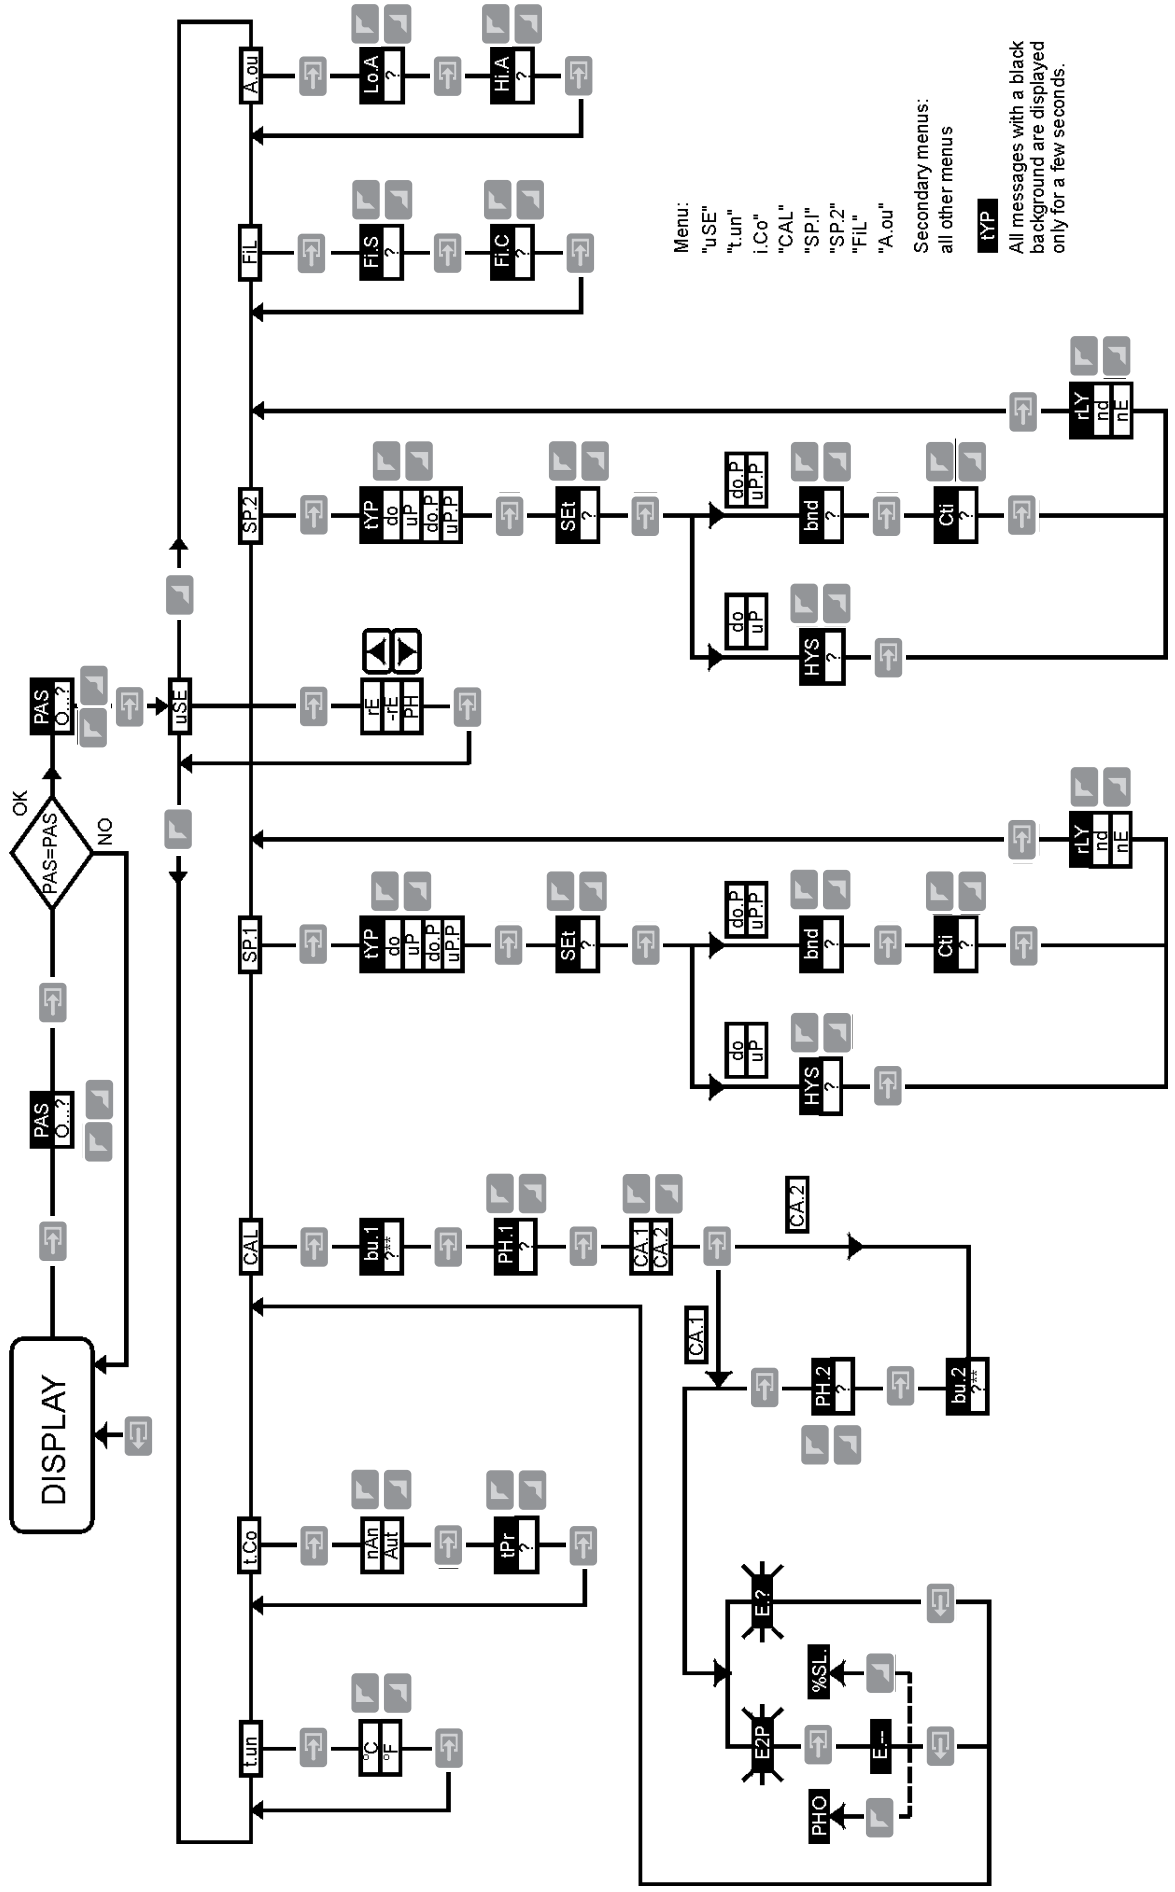 DISPLAY
PAS
O...?
PAS=PAS
OK
NO
PAS
O...?
uSE
rE
-rE
PH
t.un
°C
°F
t.Co
nAn
Aut
tPr
?
CAL
bu.1
?**
PH.1
?
CA.1
CA.2
CA.1
CA.2
PH.2
?
bu.2
?**
E2P
E.?
PHO
%SL.
E.--
SP.1
tYP
do
uP
do.P
uP.P
SEt
?
do
uP
do.P
uP.P
HYS
?
bnd
?
Cti
?
rLY
nd
nE
SP.2
tYP
do
uP
do.P
uP.P
SEt
?
do
uP
do.P
uP.P
HYS
?
bnd
?
Cti
?
rLY
nd
nE
FiL
Fi.S
?
Fi.C
?
A.ou
Lo.A
?
Hi.A
?
Menu:
"uSE"
"t.un"
i.Co"
"CAL"
"SP.I"
"SP.2"
"FiL"
"A.ou"
Secondary menus:
all other menus
tYP
All messages with a black
background are displayed
only for a few seconds.